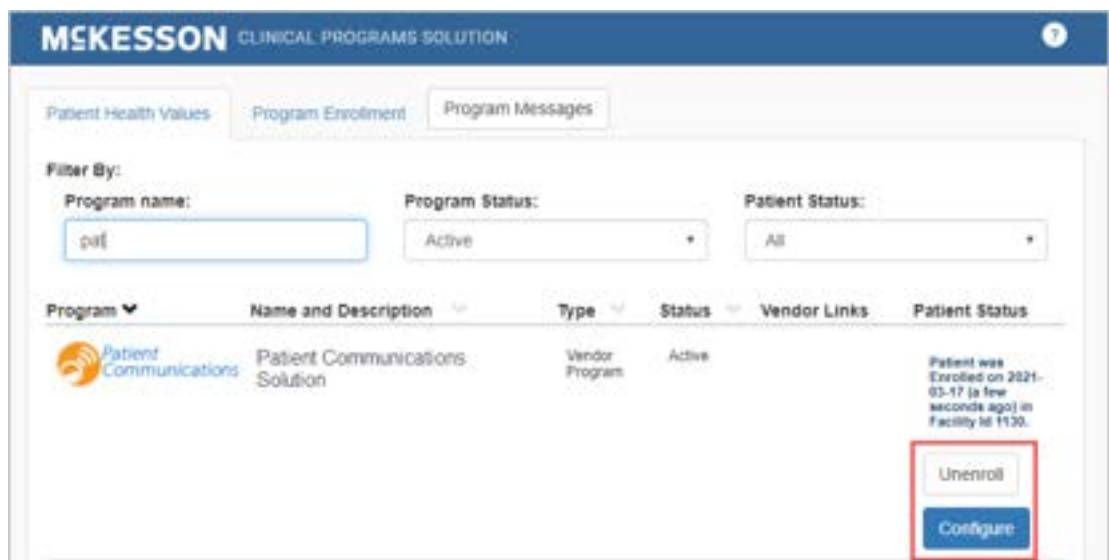 MCKESSON CLINICAL PROGRAMS SOLUTION ?
Patient Health Values Program Enrollment Program Messages
Filter By:
Program name: Program Status: Patient Status:
pat Active All
Program Name and Description Type Status Vendor Links Patient Status
Patient Communications
Patient Communications Solution
Vendor Program
Active
Patient was
Enrolled on 2021-
03-17 (a few
seconds ago) in
Facility Id 1130.
Unenroll
Configure